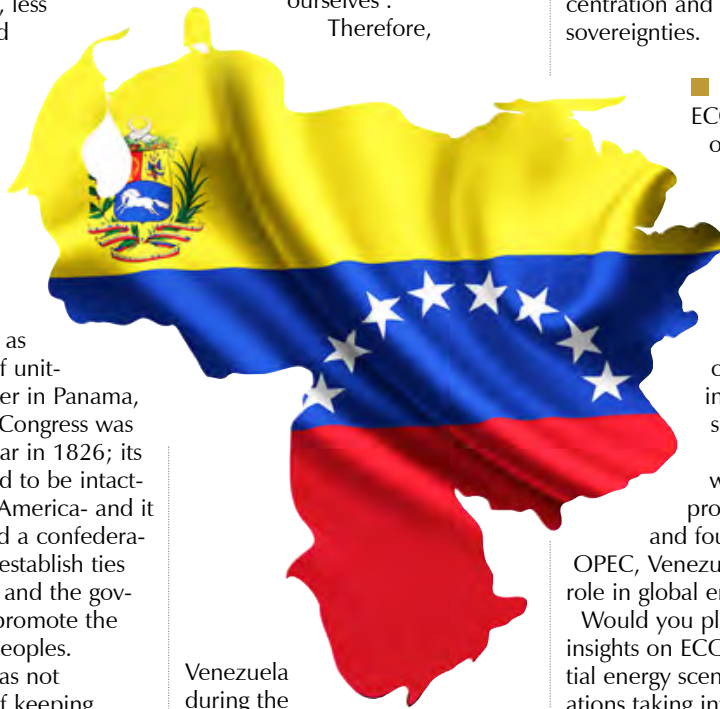 , less
d
as
f unit-
er in Panama,
Congress was
ar in 1826; its
d to be intact-
America- and it
d a confedera-
establish ties
and the gov-
promote the
eoples.
as not
f keeping
Venezuela
during the
ourselves .
Therefore,
centration and
sovereignties.
ECO
o
c
in
s
w
pro
and fou
OPEC, Venezu
role in global en
Would you pl
insights on ECO
tial energy scen
ations taking in